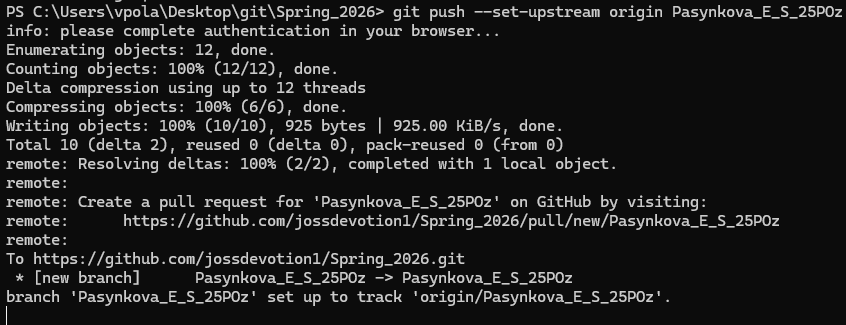 PS C:\Users\vpola\Desktop\git\Spring_2026> git push --set-upstream origin Pasynkova_E_S_25POz
info: please complete authentication in your browser...
Enumerating objects: 12, done.
Counting objects: 100% (12/12), done.
Delta compression using up to 12 threads
Compressing objects: 100% (6/6), done.
Writing objects: 100% (10/10), 925 bytes | 925.00 KiB/s, done.
Total 10 (delta 2), reused 0 (delta 0), pack-reused 0 (from 0)
remote: Resolving deltas: 100% (2/2), completed with 1 local object.
remote:
remote: Create a pull request for 'Pasynkova_E_S_25POz' on GitHub by visiting:
remote:      https://github.com/jossdevotion1/Spring_2026/pull/new/Pasynkova_E_S_25POz
remote:
To https://github.com/jossdevotion1/Spring_2026.git
 * [new branch]      Pasynkova_E_S_25POz -> Pasynkova_E_S_25POz
branch 'Pasynkova_E_S_25POz' set up to track 'origin/Pasynkova_E_S_25POz'.